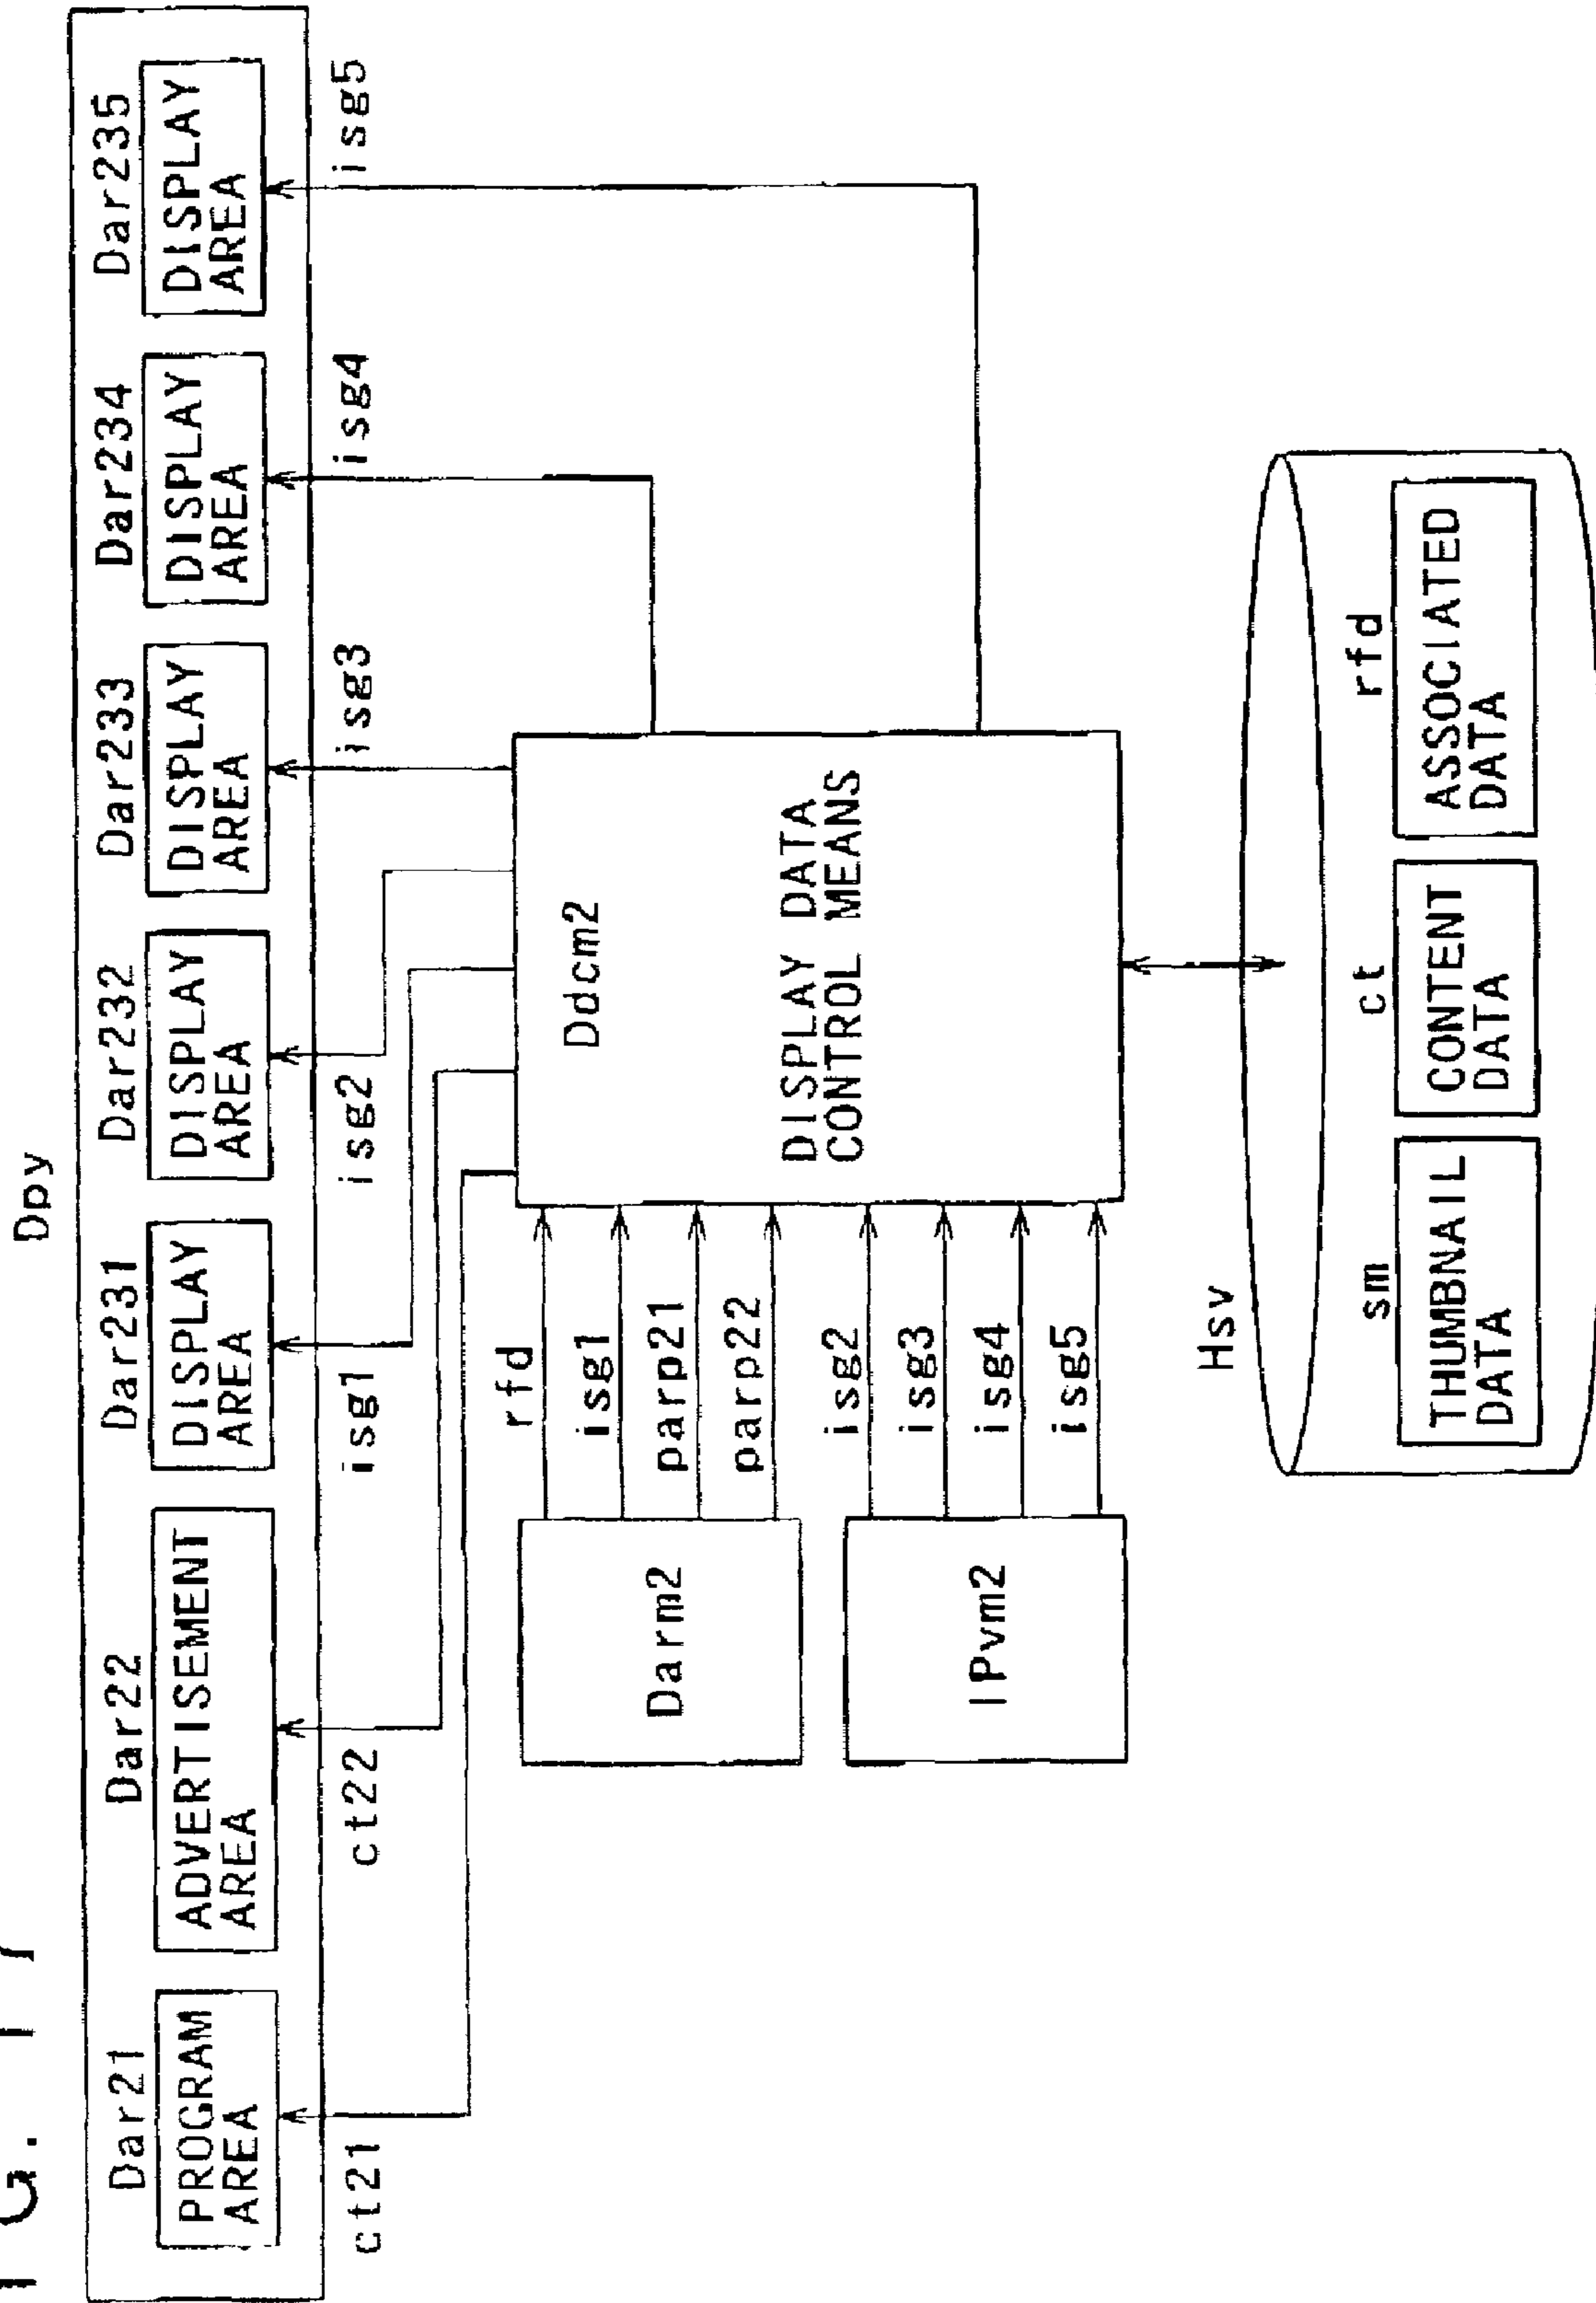 Dpy
Dar21
PROGRAM
AREA
Dar22
ADVERTISEMENT
AREA
Dar231
DISPLAY
AREA
Dar232
DISPLAY
AREA
Dar233
DISPLAY
AREA
Dar234
DISPLAY
AREA
Dar235
DISPLAY
AREA
ct21
ct22
isg1
isg2
isg3
isg4
isg5
Darm2
rfd
isg1
parp21
parp22
IPvm2
isg2
isg3
isg4
isg5
Ddcm2
DISPLAY DATA
CONTROL MEANS
Hsv
sm
THUMBNAIL
DATA
ct
CONTENT
DATA
rfd
ASSOCIATED
DATA